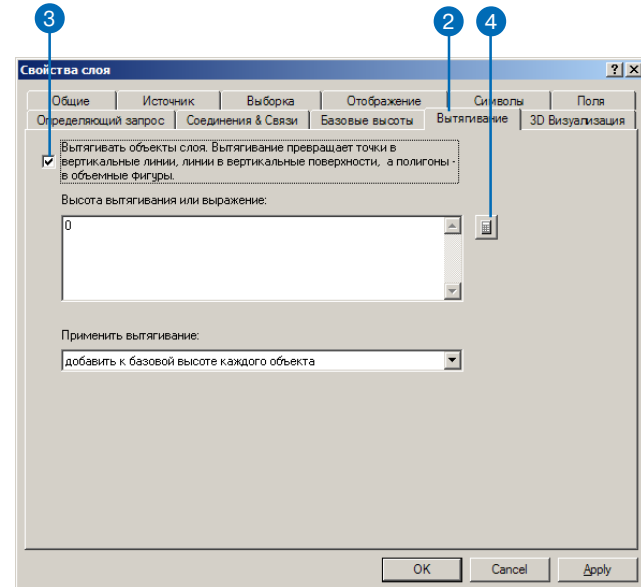 3 2 4
Свойства слоя
Общие Источник Выборка Отображение Символы Поля
Определяющий запрос Соединения & Связи Базовые высоты Вытягивание 3D Визуализация
Вытягивать объекты слоя. Вытягивание превращает точки в
вертикальные линии, линии в вертикальные поверхности, а полигоны -
в объемные фигуры.
Высота вытягивания или выражение:
0
Применить вытягивание:
добавить к базовой высоте каждого объекта
OK Cancel Apply